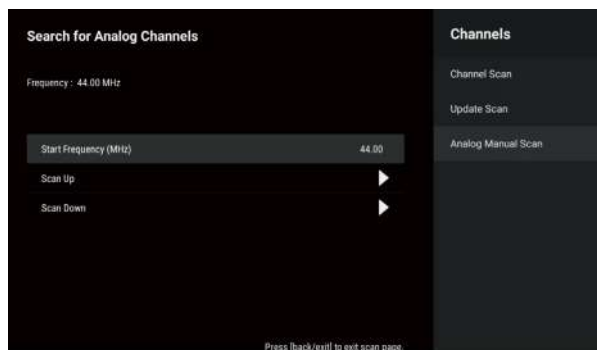 Search for Analog Channels
Frequency : 44.00 MHz
Start Frequency (MHz) 44.00
Scan Up
Scan Down
Press [back/exit] to exit scan page.
Channels
Channel Scan
Update Scan
Analog Manual Scan